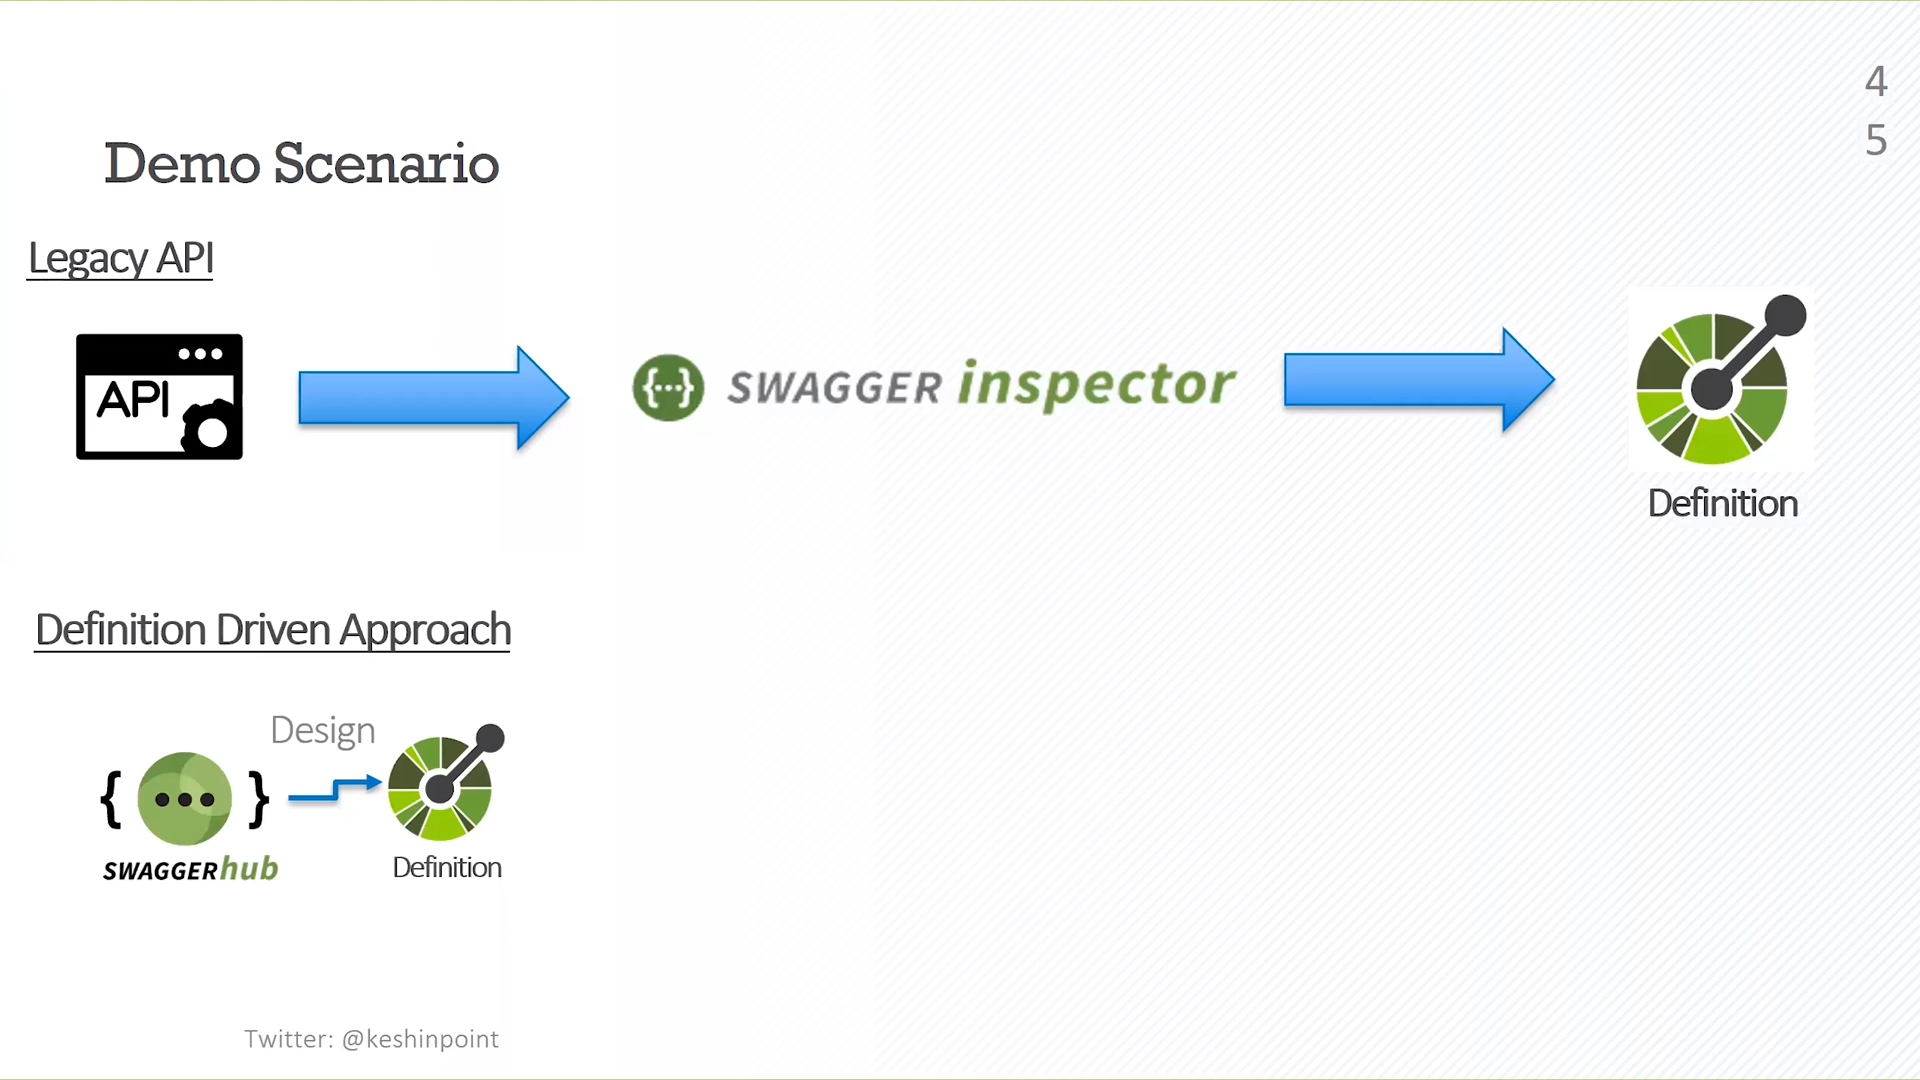 4
5
Demo Scenario
Legacy API
API
{...} SWAGGER inspector
Definition
Definition Driven Approach
Design
{...}
SWAGGERhub
Definition
Twitter: @keshinpoint